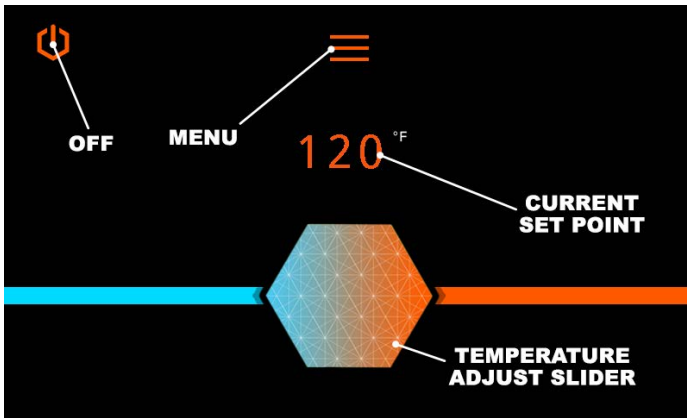 OFF
MENU
120 °F
CURRENT
SET POINT
TEMPERATURE
ADJUST SLIDER